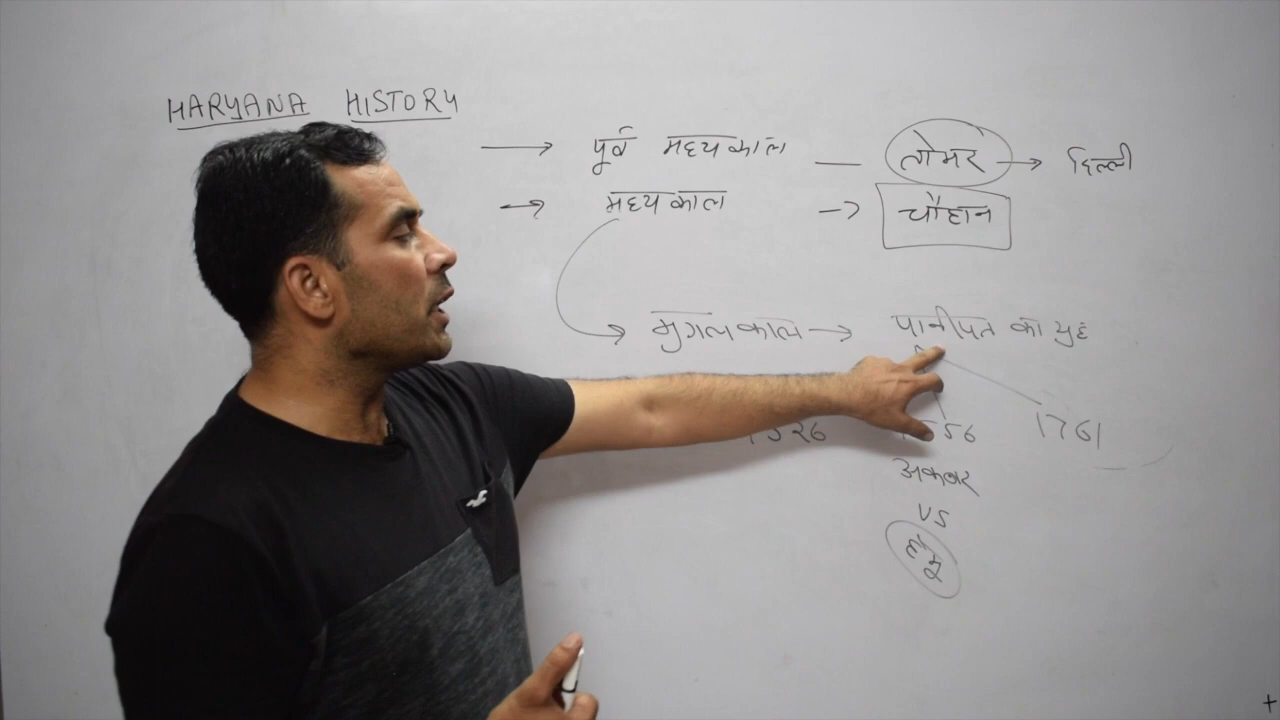 HARYANA HISTORY
→ पूर्व मध्यकाल — तोमर → दिल्ली
→ मध्यकाल → चौहान
मुगलकाल → पानीपत का युद्ध
1526 1556 1761
अकबर
VS
हेमू